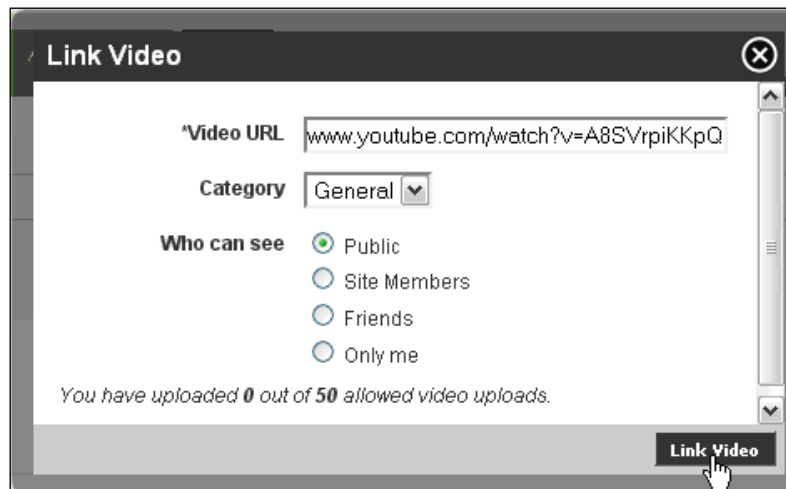 Link Video
*Video URL www.youtube.com/watch?v=A8SVrpiKKpQ
Category General
Who can see Public
Site Members
Friends
Only me
You have uploaded 0 out of 50 allowed video uploads.
Link Video